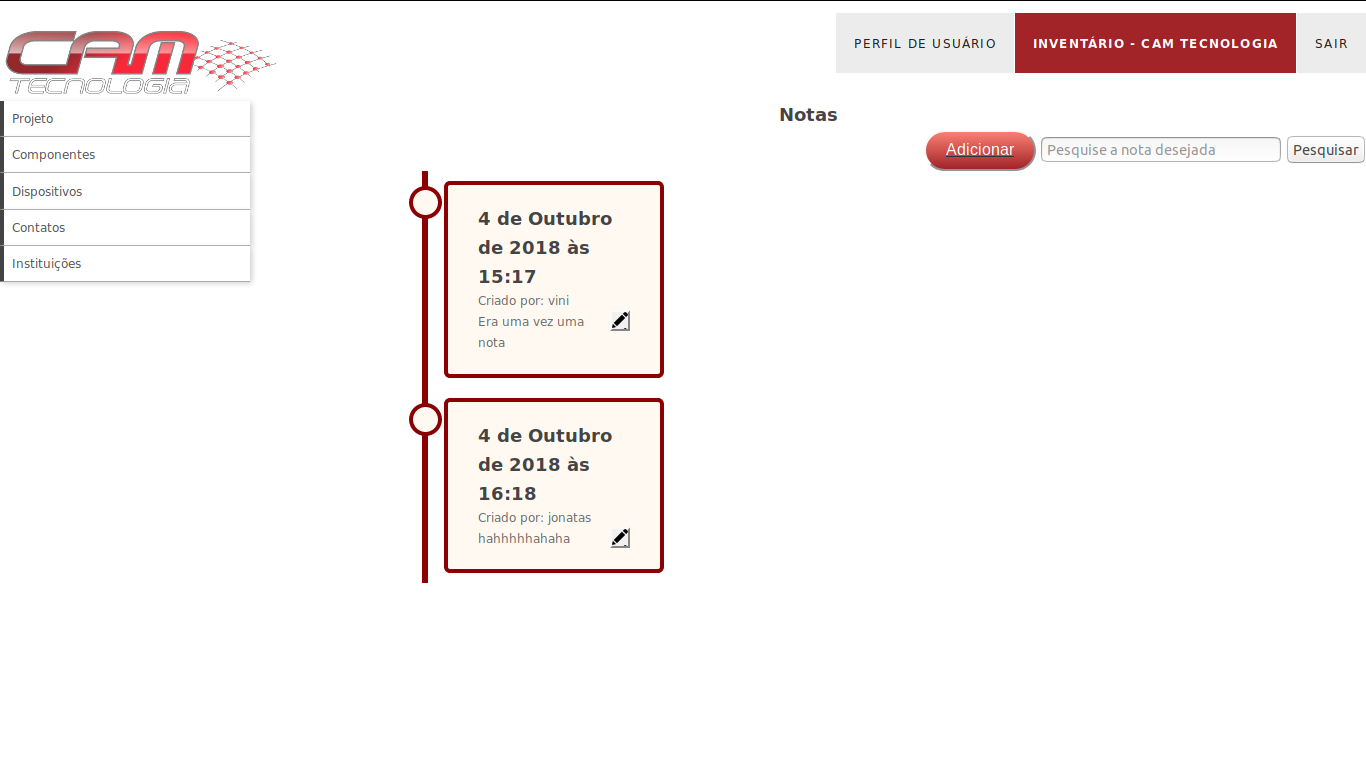 CAM
TECNOLOGIA
PERFIL DE USUÁRIO
INVENTÁRIO - CAM TECNOLOGIA
SAIR
Projeto
Componentes
Dispositivos
Contatos
Instituições
Notas
Adicionar
Pesquise a nota desejada
Pesquisar
4 de Outubro
de 2018 às
15:17
Criado por: vini
Era uma vez uma
nota
4 de Outubro
de 2018 às
16:18
Criado por: jonatas
hahhhhhahaha